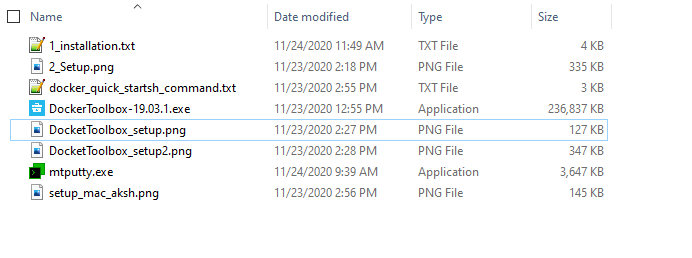 Name Date modified Type Size
1_installation.txt 11/24/2020 11:49 AM TXT File 4 KB
2_Setup.png 11/23/2020 2:18 PM PNG File 335 KB
docker_quick_startsh_command.txt 11/23/2020 2:55 PM TXT File 3 KB
DockerToolbox-19.03.1.exe 11/23/2020 12:55 PM Application 236,837 KB
DocketToolbox_setup.png 11/23/2020 2:27 PM PNG File 127 KB
DocketToolbox_setup2.png 11/23/2020 2:28 PM PNG File 347 KB
mtputty.exe 11/24/2020 9:39 AM Application 3,647 KB
setup_mac_aksh.png 11/23/2020 2:56 PM PNG File 145 KB